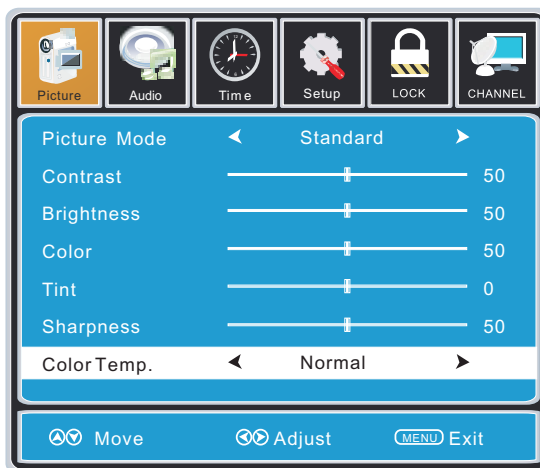 Picture Audio Time Setup LOCK CHANNEL
Picture Mode Standard
Contrast 50
Brightness 50
Color 50
Tint 0
Sharpness 50
Color Temp. Normal
Move Adjust MENU Exit